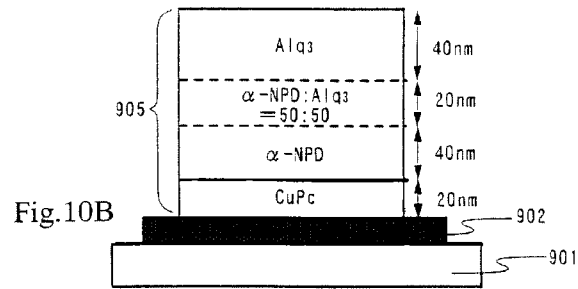 Alq3 40nm
α-NPD:Alq3 20nm
=50:50
905
α-NPD 40nm
CuPc 20nm
Fig.10B
902
901